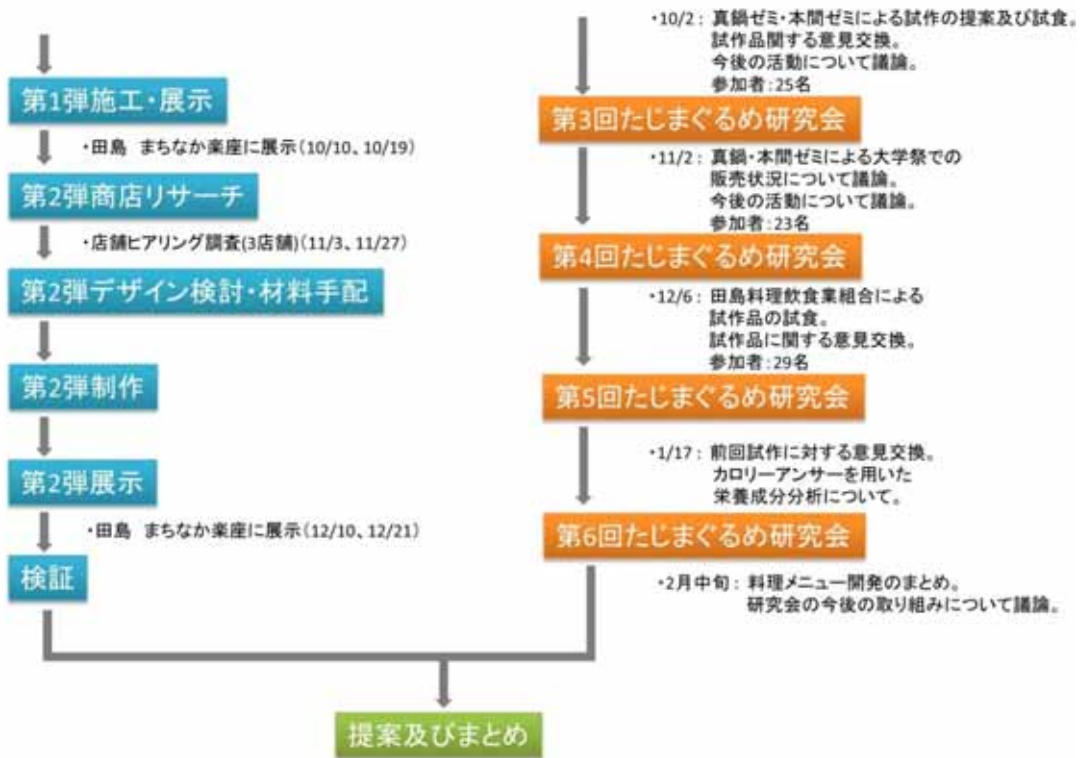 第1弾施工・展示
・田島　まちなか楽座に展示(10/10、10/19)
第2弾商店リサーチ
・店舗ヒアリング調査(3店舗)(11/3、11/27)
第2弾デザイン検討・材料手配
第2弾制作
第2弾展示
・田島　まちなか楽座に展示(12/10、12/21)
検証
・10/2： 真鍋ゼミ・本間ゼミによる試作の提案及び試食。
試作品関する意見交換。
今後の活動について議論。
参加者：25名
第3回たじまぐるめ研究会
・11/2： 真鍋・本間ゼミによる大学祭での
販売状況について議論。
今後の活動について議論。
参加者：23名
第4回たじまぐるめ研究会
・12/6： 田島料理飲食業組合による
試作品の試食。
試作品に関する意見交換。
参加者：29名
第5回たじまぐるめ研究会
・1/17： 前回試作に対する意見交換。
カロリーアンサーを用いた
栄養成分分析について。
第6回たじまぐるめ研究会
・2月中旬： 料理メニュー開発のまとめ。
研究会の今後の取り組みについて議論。
提案及びまとめ